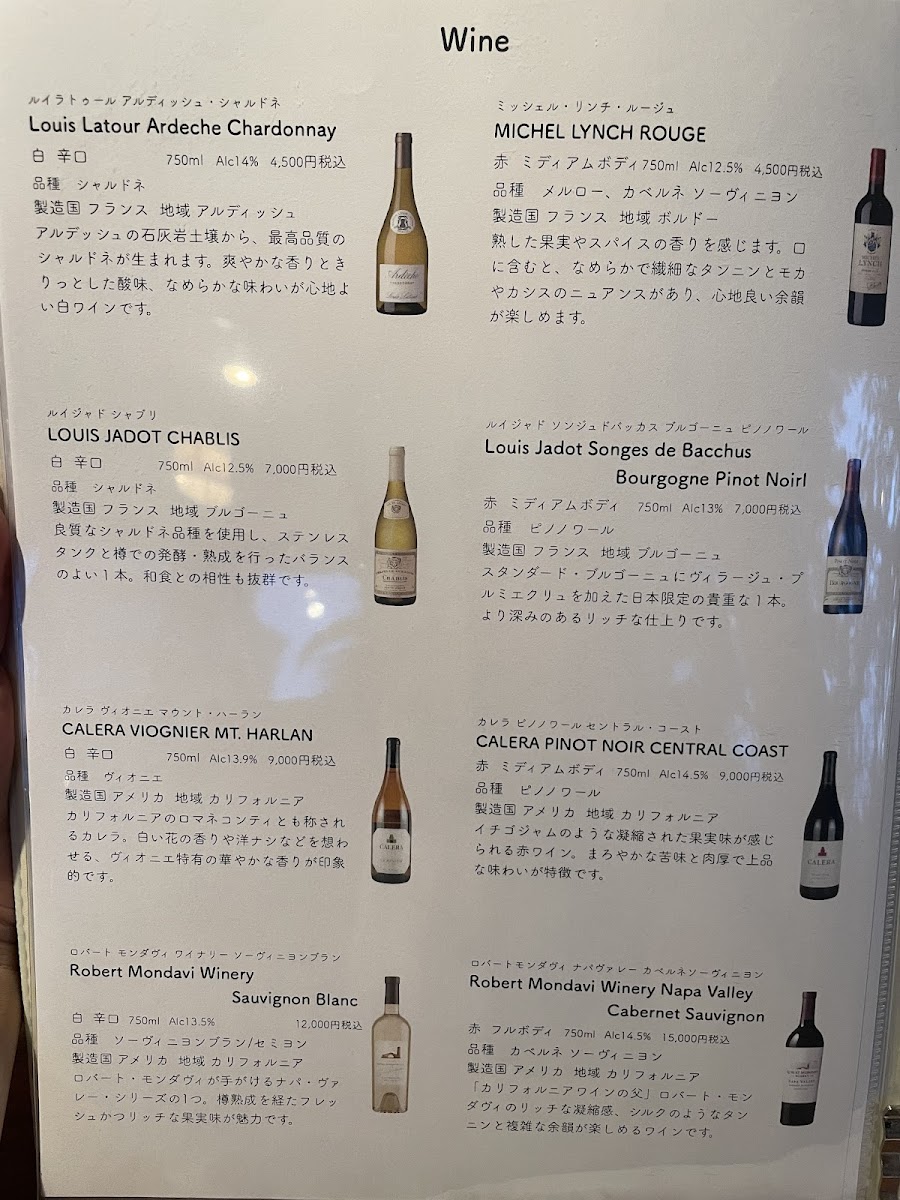 Wine
ルイラトゥール アルディッシュ・シャルドネ
Louis Latour Ardeche Chardonnay
白 辛口 750ml Alc14% 4,500円税込
品種 シャルドネ
製造国 フランス 地域 アルディッシュ
アルデッシュの石灰岩土壌から、最高品質の
シャルドネが生まれます。爽やかな香りとき
りっとした酸味、なめらかな味わいが心地よ
い白ワインです。
ミッシェル・リンチ・ルージュ
MICHEL LYNCH ROUGE
赤 ミディアムボディ 750ml Alc12.5% 4,500円税込
品種 メルロー、カベルネ ソーヴィニヨン
製造国 フランス 地域 ボルドー
熟した果実やスパイスの香りを感じます。口
に含むと、なめらかで繊細なタンニンとモカ
やカシスのニュアンスがあり、心地良い余韻
が楽しめます。
ルイジャド シャブリ
LOUIS JADOT CHABLIS
白 辛口 750ml Alc12.5% 7,000円税込
品種 シャルドネ
製造国 フランス 地域 ブルゴーニュ
良質なシャルドネ品種を使用し、ステンレス
タンクと樽での発酵・熟成を行ったバランス
のよい1本。和食との相性も抜群です。
ルイジャド ソンジュドバッカス ブルゴーニュ ピノノワール
Louis Jadot Songes de Bacchus
Bourgogne Pinot Noirl
赤 ミディアムボディ 750ml Alc13% 7,000円税込
品種 ピノノワール
製造国 フランス 地域 ブルゴーニュ
スタンダード・ブルゴーニュにヴィラージュ・プ
ルミエクリュを加えた日本限定の貴重な1本。
より深みのあるリッチな仕上りです。
カレラ ヴィオニエ マウント・ハーラン
CALERA VIOGNIER MT. HARLAN
白 辛口 750ml Alc13.9% 9,000円税込
品種 ヴィオニエ
製造国 アメリカ 地域 カリフォルニア
カリフォルニアのロマネコンティとも称され
るカレラ。白い花の香りや洋ナシなどを想わ
せる、ヴィオニエ特有の華やかな香りが印象
的です。
カレラ ピノノワール セントラル・コースト
CALERA PINOT NOIR CENTRAL COAST
赤 ミディアムボディ 750ml Alc14.5% 9,000円税込
品種 ピノノワール
製造国 アメリカ 地域 カリフォルニア
イチゴジャムのような凝縮された果実味が感じ
られる赤ワイン。まろやかな苦味と肉厚で上品
な味わいが特徴です。
ロバート モンダヴィ ワイナリー ソーヴィニヨンブラン
Robert Mondavi Winery
Sauvignon Blanc
白 辛口 750ml Alc13.5% 12,000円税込
品種 ソーヴィニヨンブラン/セミヨン
製造国 アメリカ 地域 カリフォルニア
ロバート・モンダヴィが手がけるナパ・ヴァ
レー・シリーズの1つ。樽熟成を経たフレッ
シュかつリッチな果実味が魅力です。
ロバートモンダヴィ ナパヴァレー カベルネソーヴィニヨン
Robert Mondavi Winery Napa Valley
Cabernet Sauvignon
赤 フルボディ 750ml Alc14.5% 15,000円税込
品種 カベルネ ソーヴィニヨン
製造国 アメリカ 地域 カリフォルニア
「カリフォルニアワインの父」ロバート・モン
ダヴィのリッチな凝縮感、シルクのようなタン
ニンと複雑な余韻が楽しめるワインです。
Ardeche
MICHEL
LYNCH
CHABLIS
CALERA
CALERA